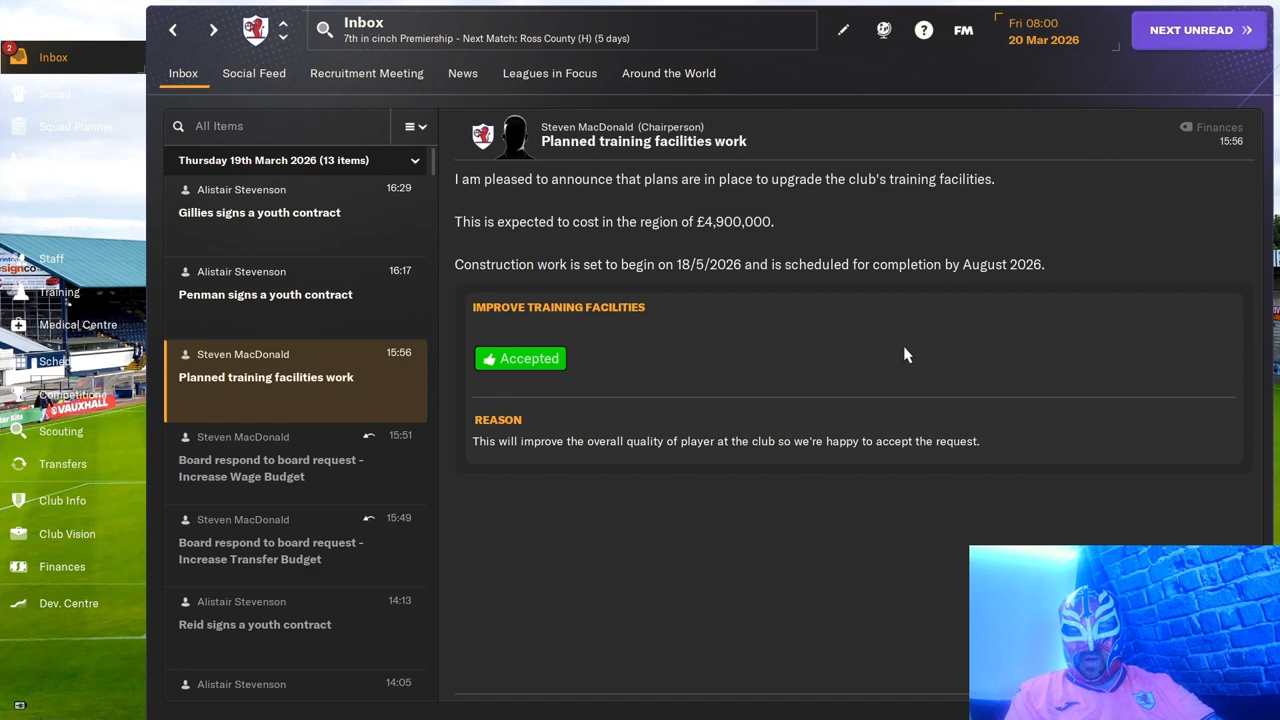 Inbox
7th in cinch Premiership - Next Match: Ross County (H) (5 days)
FM
Fri 08:00
20 Mar 2026
NEXT UNREAD
2
Inbox
Squad
Squad Planner
Staff
Training
Medical Centre
Sched
Competitions
VAUXHALL
Scouting
Transfers
Club Info
Club Vision
Finances
Dev. Centre
Inbox
Social Feed
Recruitment Meeting
News
Leagues in Focus
Around the World
All Items
Thursday 19th March 2026 (13 items)
Alistair Stevenson
16:29
Gillies signs a youth contract
Alistair Stevenson
16:17
Penman signs a youth contract
Steven MacDonald
15:56
Planned training facilities work
Steven MacDonald
15:51
Board respond to board request -
Increase Wage Budget
Steven MacDonald
15:49
Board respond to board request -
Increase Transfer Budget
Alistair Stevenson
14:13
Reid signs a youth contract
Alistair Stevenson
14:05
Steven MacDonald (Chairperson)
Planned training facilities work
Finances
15:56
I am pleased to announce that plans are in place to upgrade the club's training facilities.
This is expected to cost in the region of £4,900,000.
Construction work is set to begin on 18/5/2026 and is scheduled for completion by August 2026.
IMPROVE TRAINING FACILITIES
Accepted
REASON
This will improve the overall quality of player at the club so we're happy to accept the request.